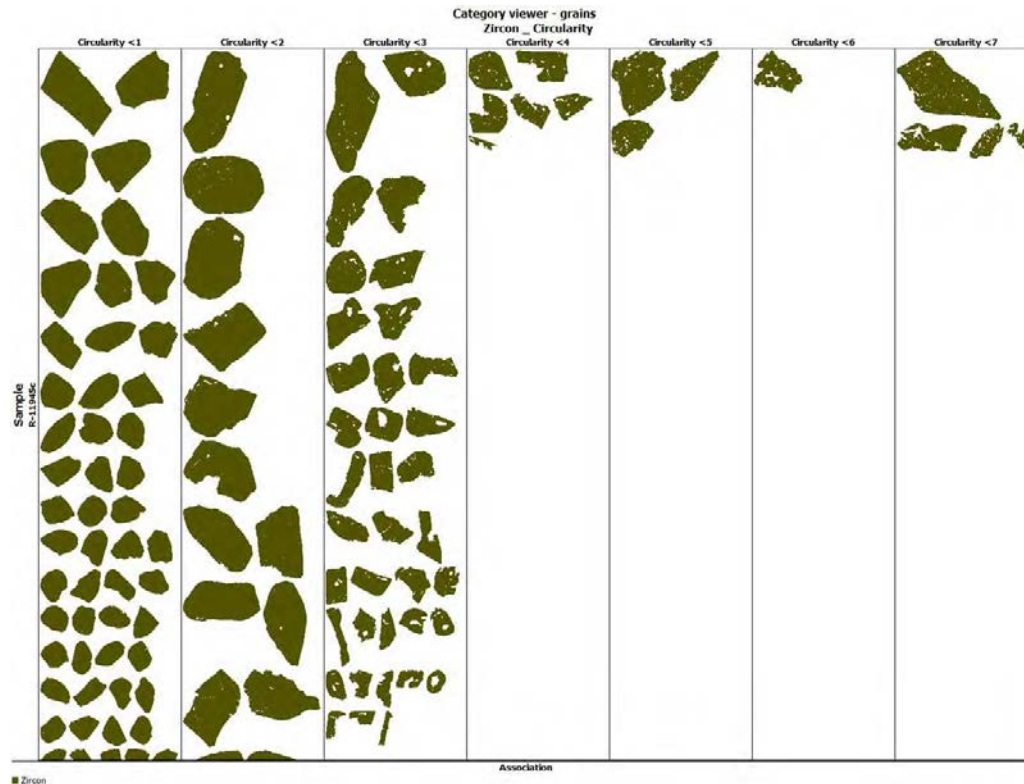 Category viewer - grains
Zircon _ Circularity
Circularity <1 Circularity <2 Circularity <3 Circularity <4 Circularity <5 Circularity <6 Circularity <7
Sample
R-11945c
Association
Zircon